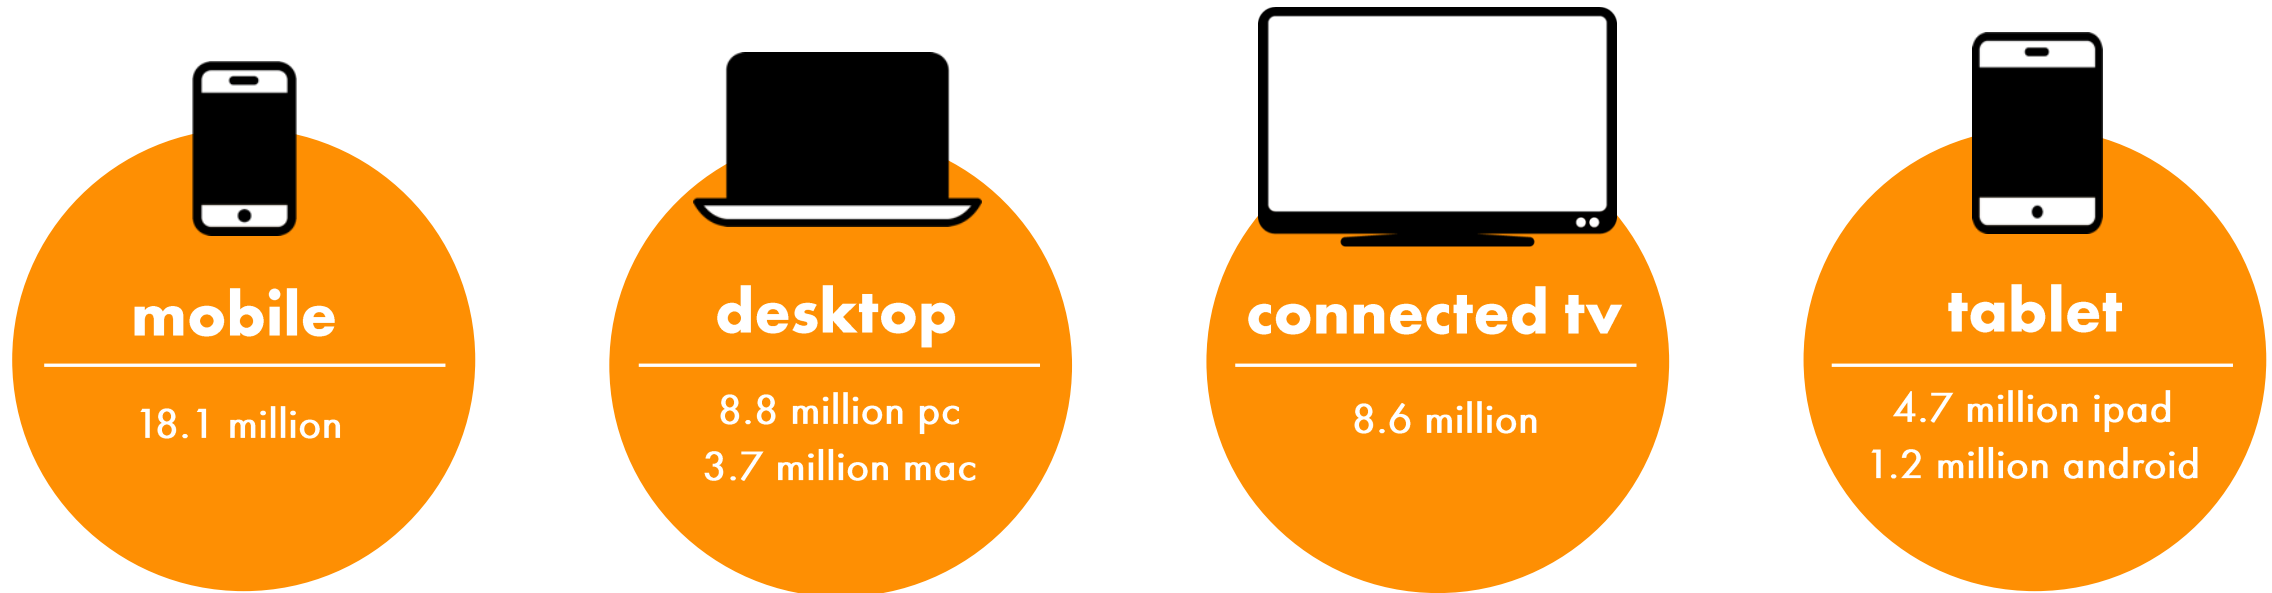 mobile
18.1 million
desktop
8.8 million pc
3.7 million mac
connected tv
8.6 million
tablet
4.7 million ipad
1.2 million android